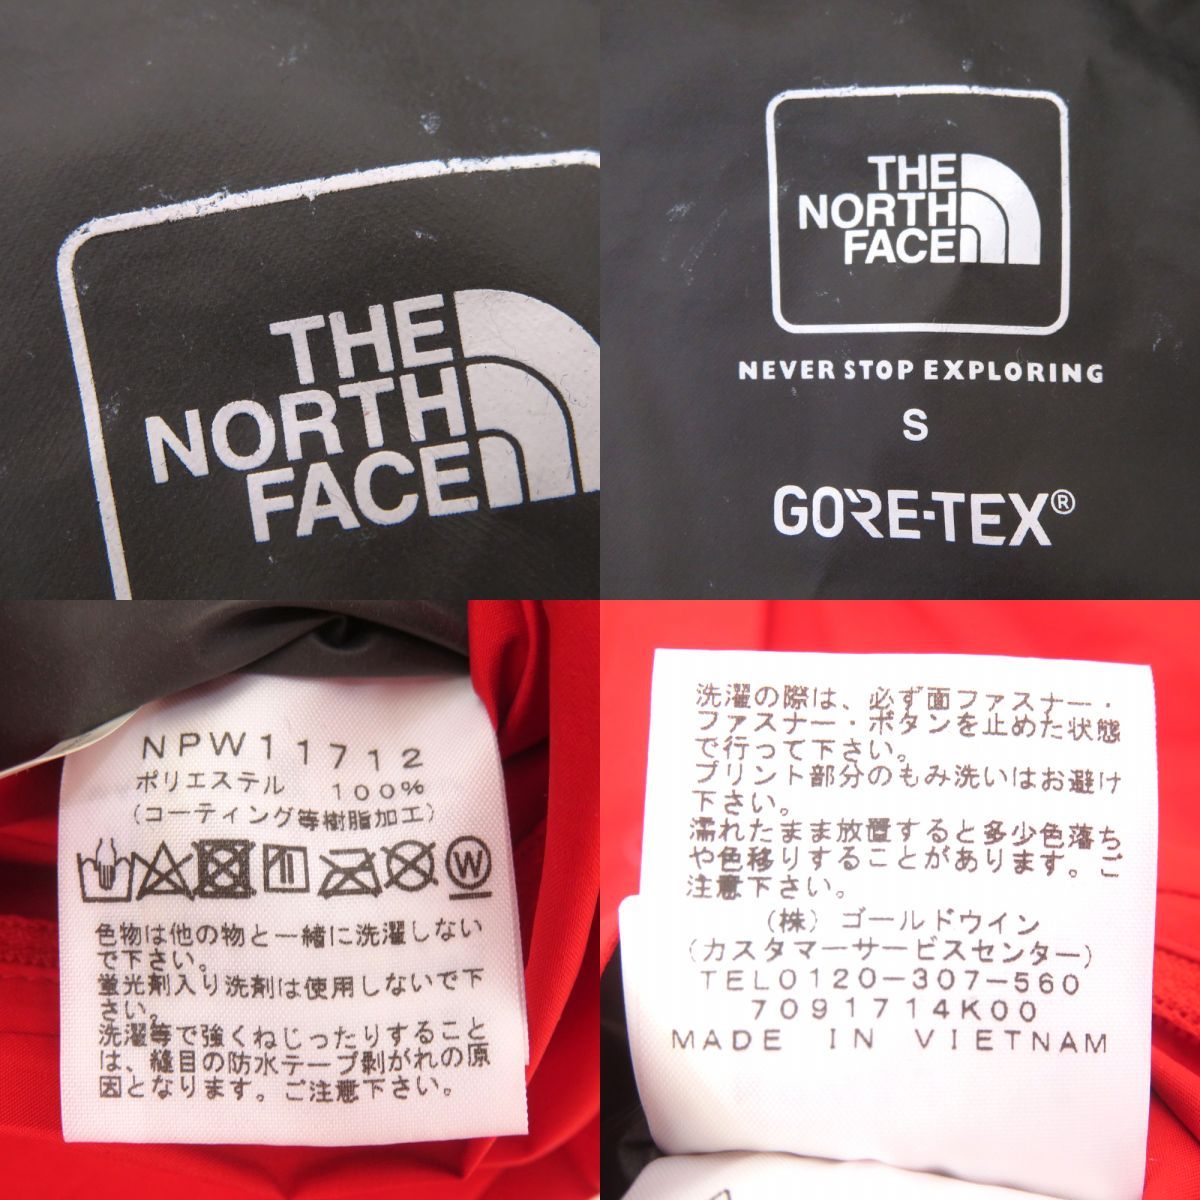 THE
NORTH
FACE
THE
NORTH
FACE
NEVER STOP EXPLORING
S
GORE-TEX®
NPW11712
ポリエステル 100%
(コーティング等樹脂加工)
W
色物は他の物と一緒に洗濯しない
で下さい。
蛍光剤入り洗剤は使用しないで下
さい。
洗濯等で強くねじったりすること
は、縫目の防水テープ剥がれの原
因となります。ご注意下さい。
洗濯の際は、必ず面ファスナー・
ファスナー・ボタンを止めた状態
で行って下さい。
プリント部分のもみ洗いはお避け
下さい。
濡れたまま放置すると多少色落ち
や色移りすることがあります。ご
注意下さい。
(株) ゴールドウイン
(カスタマーサービスセンター)
TEL0120-307-560
7091714K00
MADE IN VIETNAM